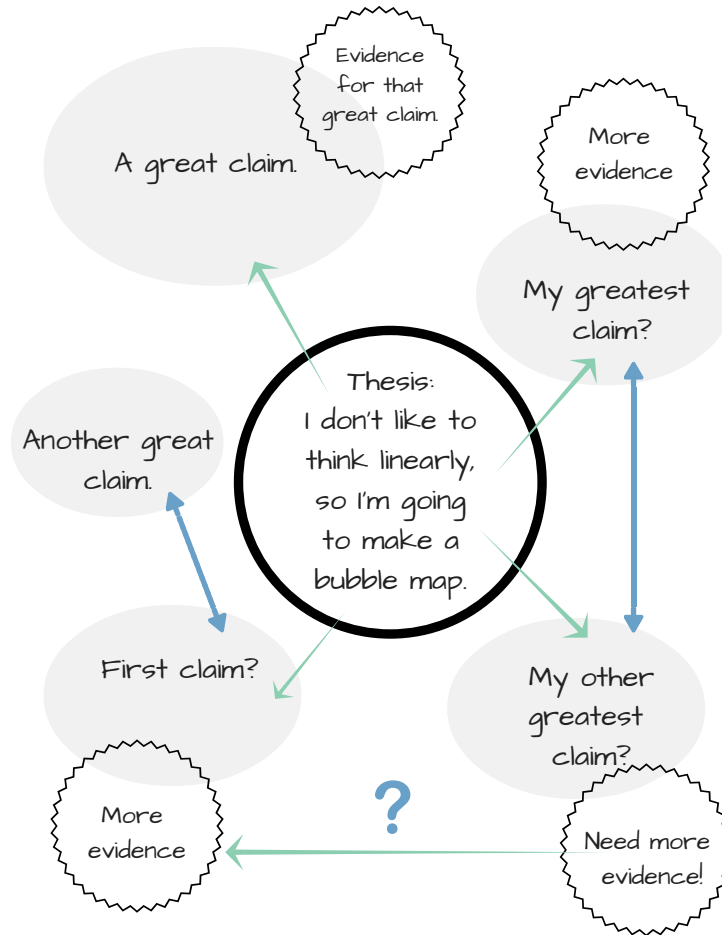 Evidence
for that
great claim.
A great claim.
More
evidence
My greatest
claim?
Thesis:
I don't like to
think linearly,
so I'm going
to make a
bubble map.
Another great
claim.
First claim?
My other
greatest
claim?
?
More
evidence
Need more
evidence!